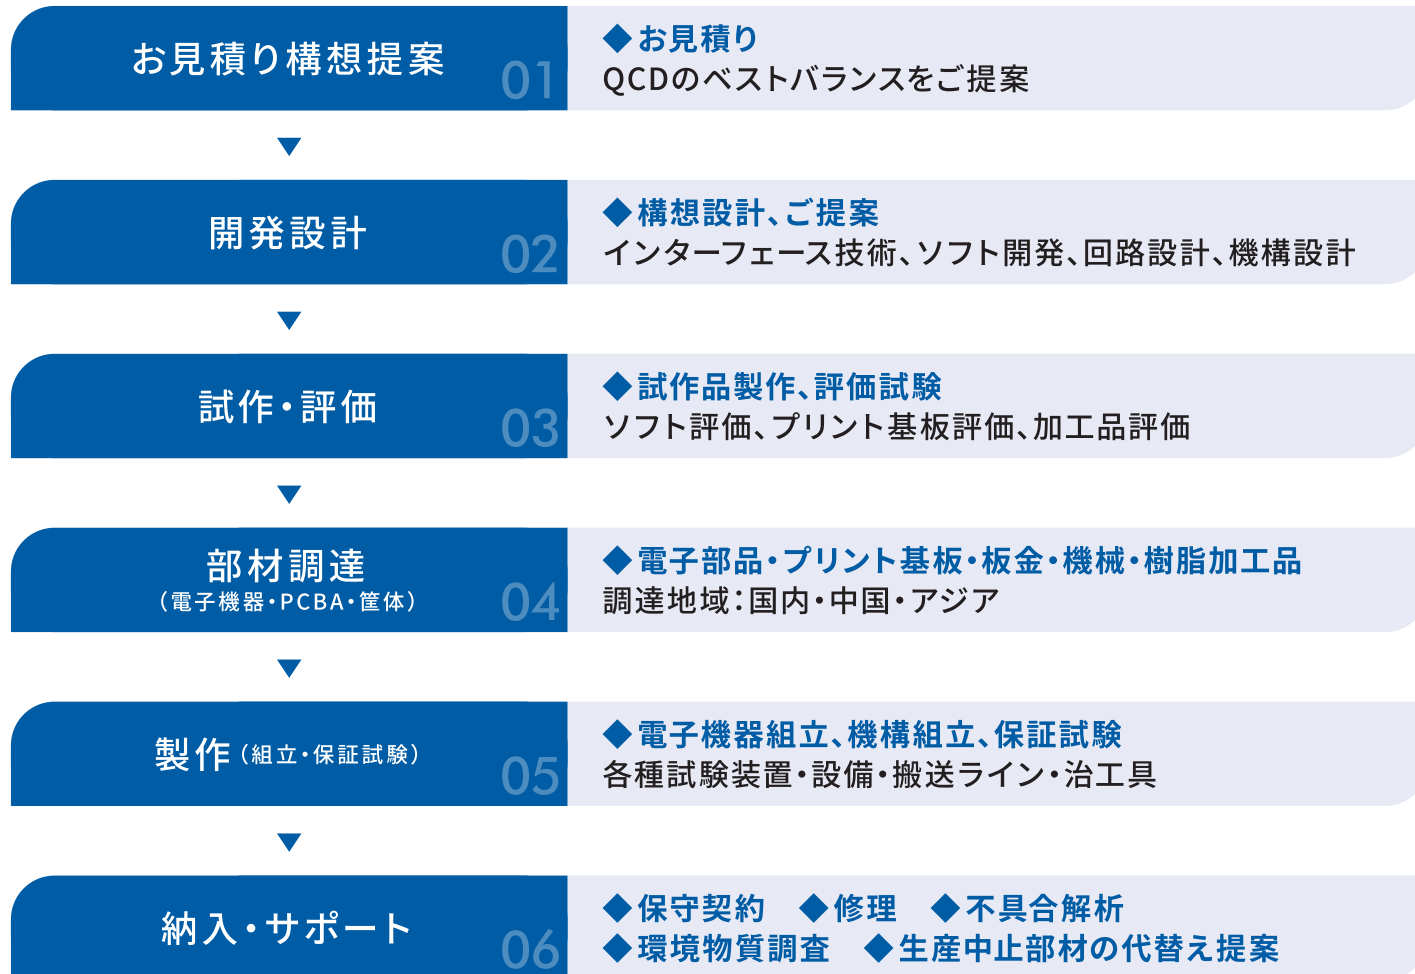 お見積り構想提案
01
◆お見積り
QCDのベストバランスをご提案
開発設計
02
◆構想設計、ご提案
インターフェース技術、ソフト開発、回路設計、機構設計
試作・評価
03
◆試作品製作、評価試験
ソフト評価、プリント基板評価、加工品評価
部材調達
（電子機器・PCBA・筐体）
04
◆電子部品・プリント基板・板金・機械・樹脂加工品
調達地域：国内・中国・アジア
製作（組立・保証試験）
05
◆電子機器組立、機構組立、保証試験
各種試験装置・設備・搬送ライン・治工具
納入・サポート
06
◆保守契約　◆修理　◆不具合解析
◆環境物質調査　◆生産中止部材の代替え提案